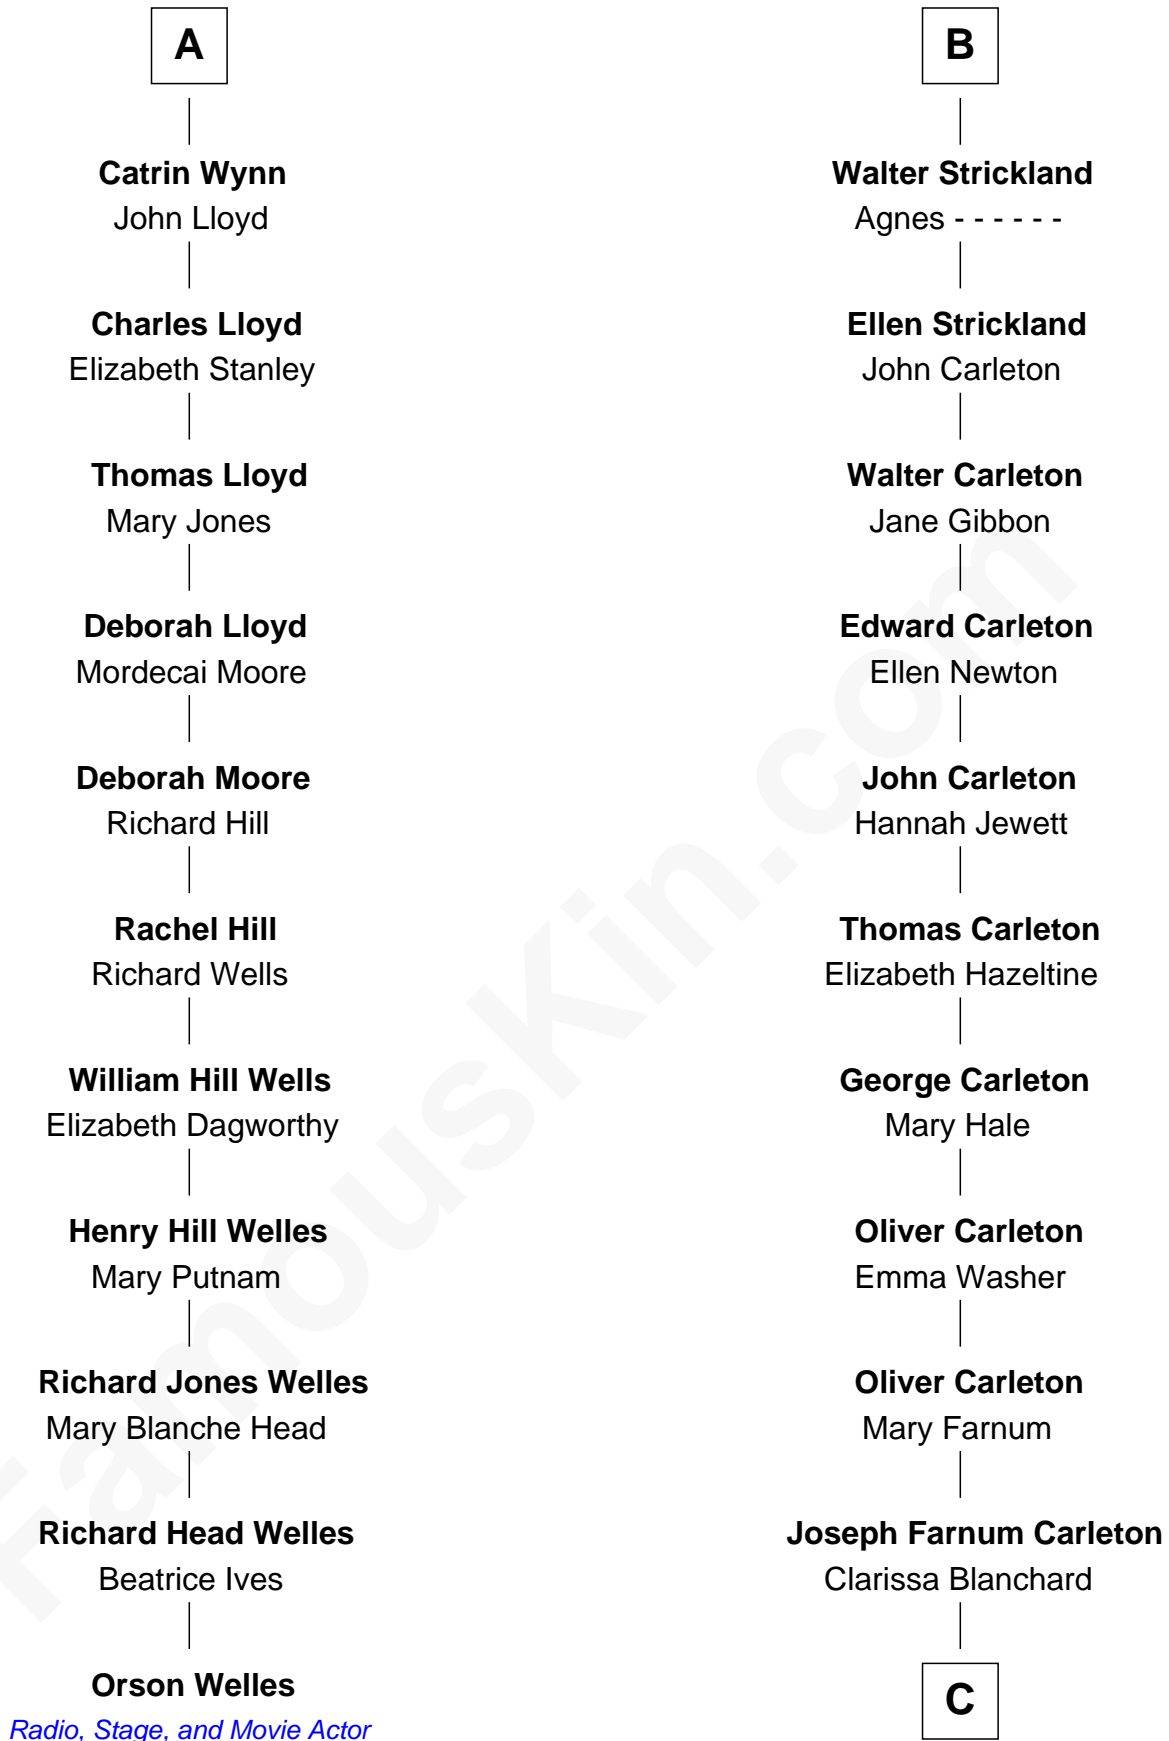 A
Catrin Wynn
John Lloyd
Charles Lloyd
Elizabeth Stanley
Thomas Lloyd
Mary Jones
Deborah Lloyd
Mordecai Moore
Deborah Moore
Richard Hill
Rachel Hill
Richard Wells
William Hill Wells
Elizabeth Dagworthy
Henry Hill Welles
Mary Putnam
Richard Jones Welles
Mary Blanche Head
Richard Head Welles
Beatrice Ives
Orson Welles
Radio, Stage, and Movie Actor
B
Walter Strickland
Agnes - - - - - -
Ellen Strickland
John Carleton
Walter Carleton
Jane Gibbon
Edward Carleton
Ellen Newton
John Carleton
Hannah Jewett
Thomas Carleton
Elizabeth Hazeltine
George Carleton
Mary Hale
Oliver Carleton
Emma Washer
Oliver Carleton
Mary Farnum
Joseph Farnum Carleton
Clarissa Blanchard
C
FamousKin.com